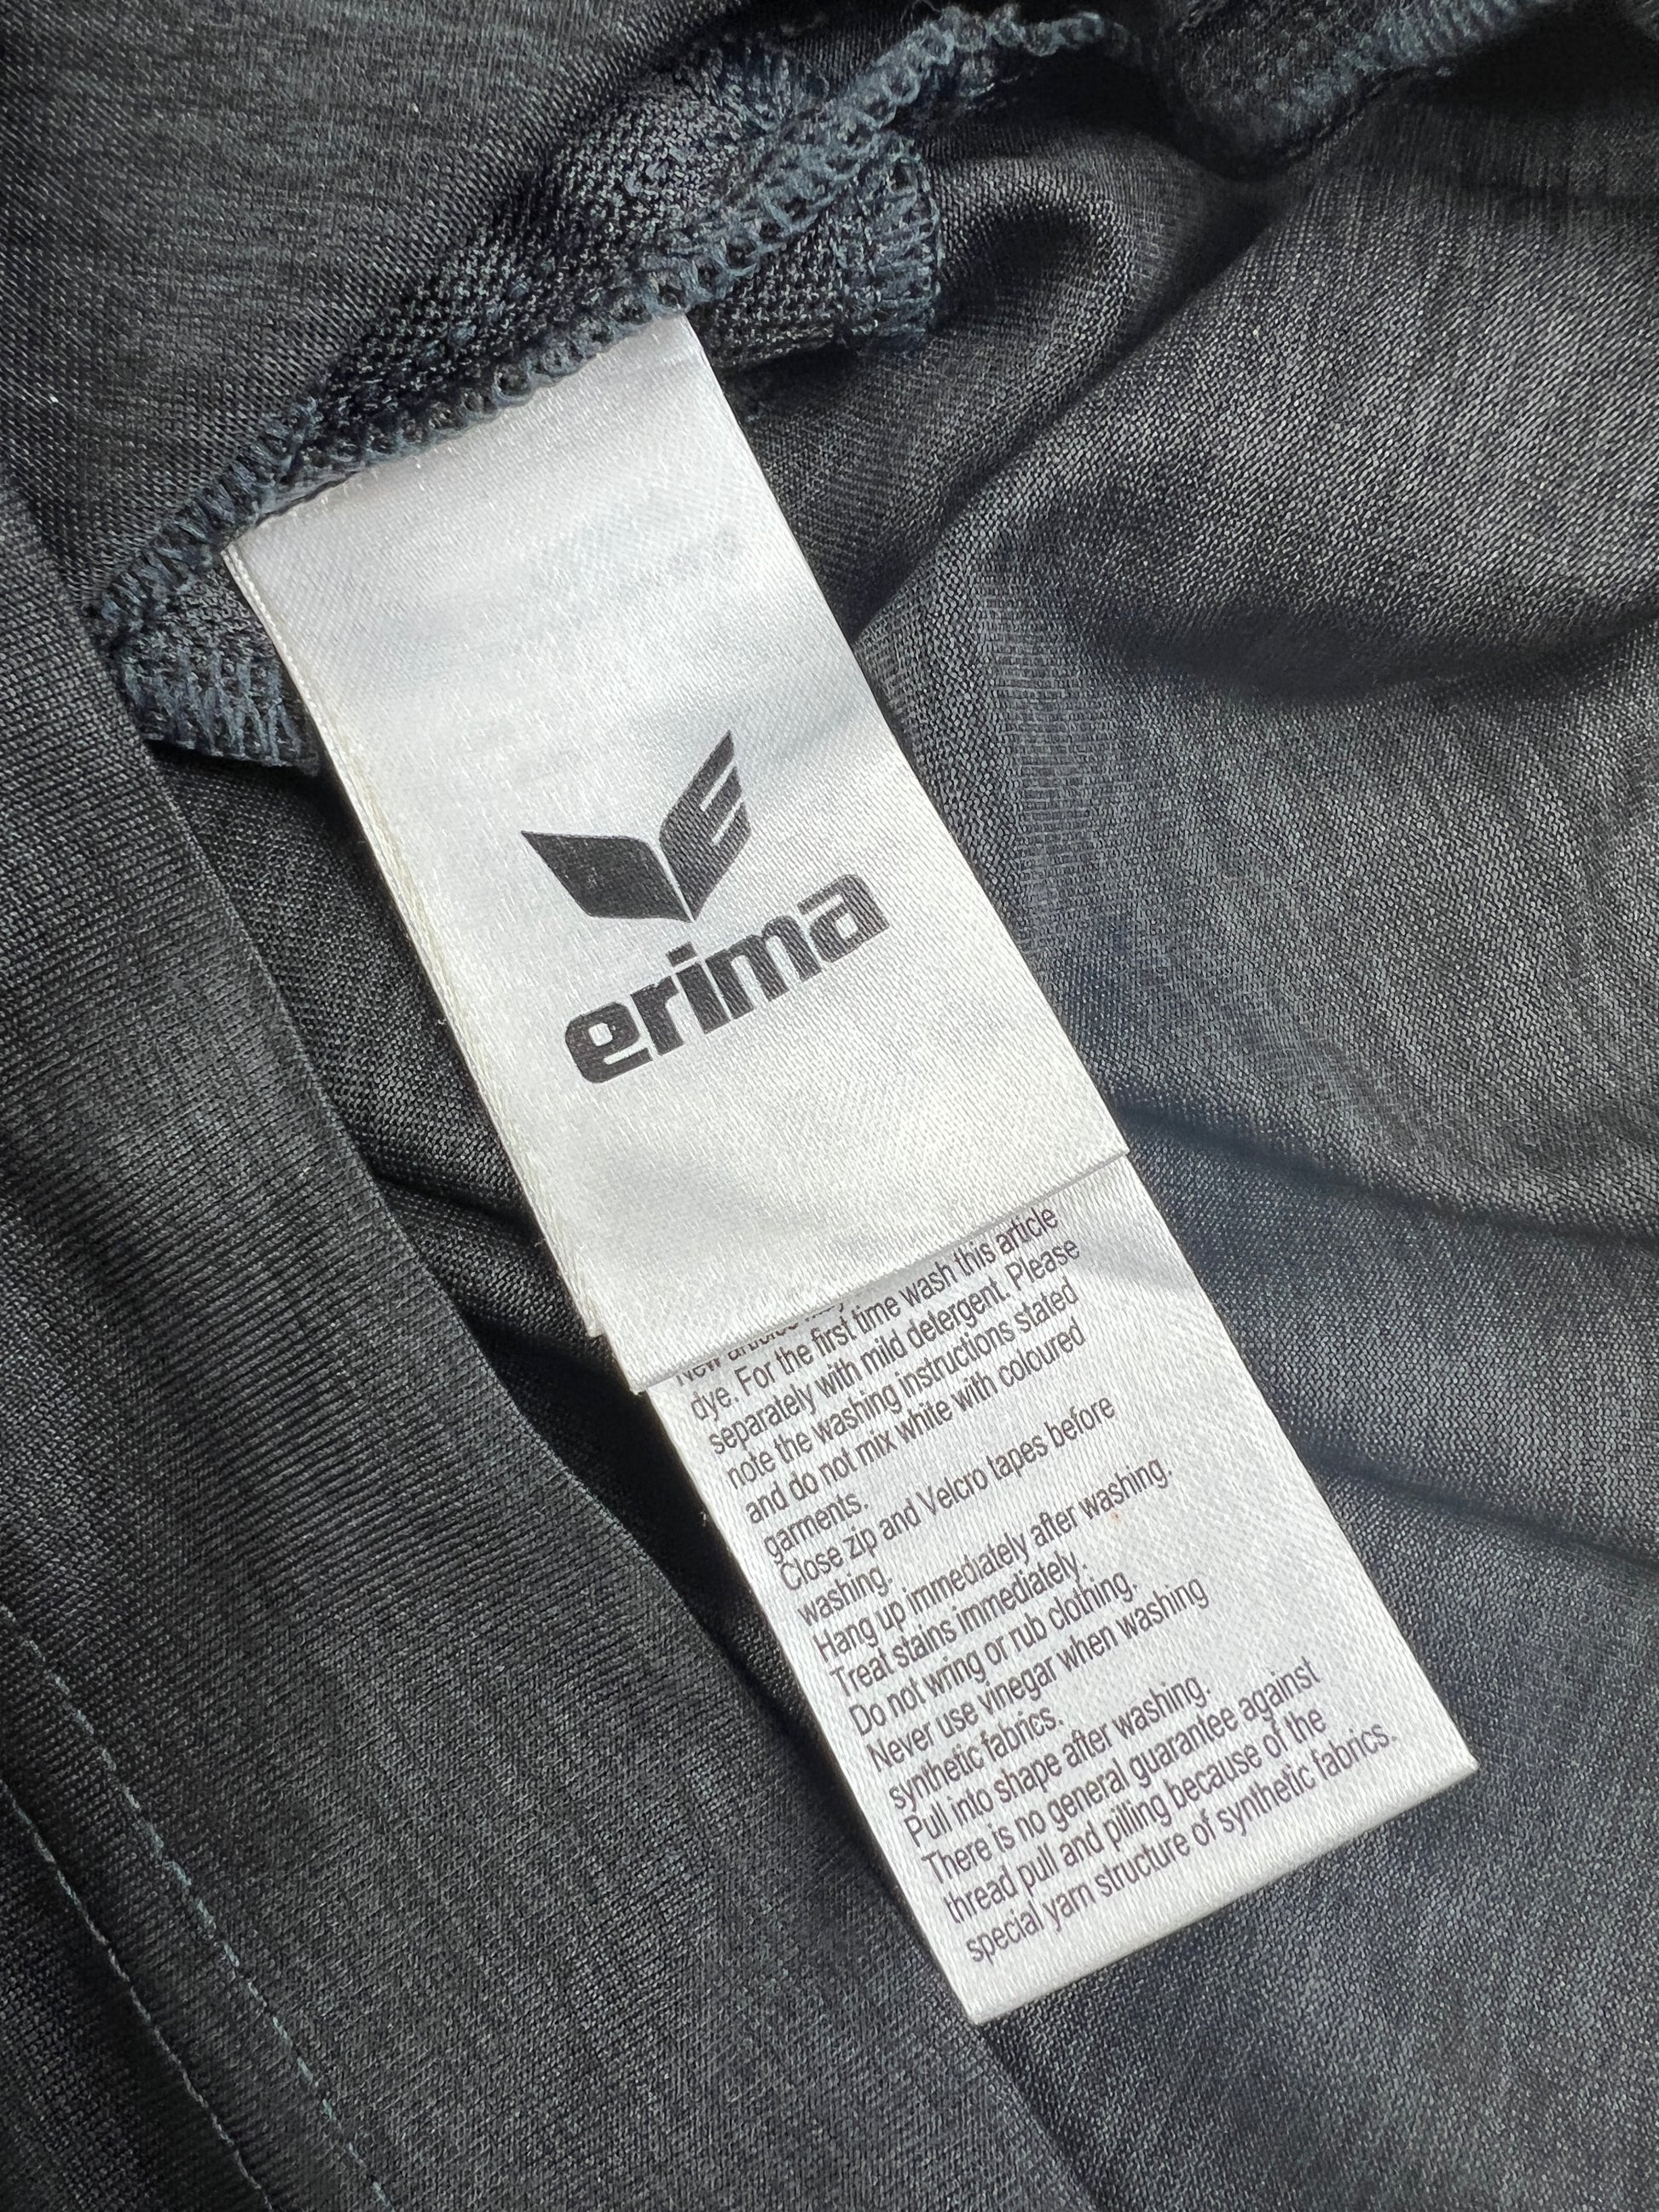 erima
New articles may
dye. For the first time wash this article
separately with mild detergent. Please
note the washing instructions stated
and do not mix white with coloured
garments.
Close zip and Velcro tapes before
washing.
Hang up immediately after washing.
Treat stains immediately.
Do not wring or rub clothing.
Never use vinegar when washing
synthetic fabrics.
Pull into shape after washing.
There is no general guarantee against
thread pull and pilling because of the
special yarn structure of synthetic fabrics.